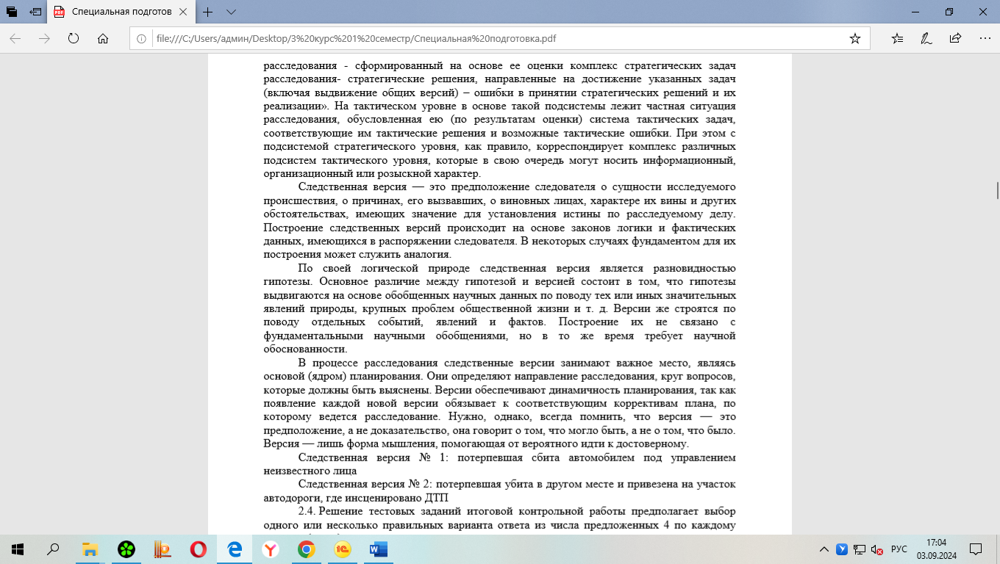 Специальная подготов
file:///C:/Users/админ/Desktop/3%20курс%201%20семестр/Специальная%20подготовка.pdf
расследования - сформированный на основе ее оценки комплекс стратегических задач
расследования- стратегические решения, направленные на достижение указанных задач
(включая выдвижение общих версий) – ошибки в принятии стратегических решений и их
реализации». На тактическом уровне в основе такой подсистемы лежит частная ситуация
расследования, обусловленная ею (по результатам оценки) система тактических задач,
соответствующие им тактические решения и возможные тактические ошибки. При этом с
подсистемой стратегического уровня, как правило, корреспондирует комплекс различных
подсистем тактического уровня, которые в свою очередь могут носить информационный,
организационный или розыскной характер.
Следственная версия — это предположение следователя о сущности исследуемого
происшествия, о причинах, его вызвавших, о виновных лицах, характере их вины и других
обстоятельствах, имеющих значение для установления истины по расследуемому делу.
Построение следственных версий происходит на основе законов логики и фактических
данных, имеющихся в распоряжении следователя. В некоторых случаях фундаментом для их
построения может служить аналогия.
По своей логической природе следственная версия является разновидностью
гипотезы. Основное различие между гипотезой и версией состоит в том, что гипотезы
выдвигаются на основе обобщенных научных данных по поводу тех или иных значительных
явлений природы, крупных проблем общественной жизни и т. д. Версии же строятся по
поводу отдельных событий, явлений и фактов. Построение их не связано с
фундаментальными научными обобщениями, но в то же время требует научной
обоснованности.
В процессе расследования следственные версии занимают важное место, являясь
основой (ядром) планирования. Они определяют направление расследования, круг вопросов,
которые должны быть выяснены. Версии обеспечивают динамичность планирования, так как
появление каждой новой версии обязывает к соответствующим коррективам плана, по
которому ведется расследование. Нужно, однако, всегда помнить, что версия — это
предположение, а не доказательство, она говорит о том, что могло быть, а не о том, что было.
Версия — лишь форма мышления, помогающая от вероятного идти к достоверному.
Следственная версия № 1: потерпевшая сбита автомобилем под управлением
неизвестного лица
Следственная версия № 2: потерпевшая убита в другом месте и привезена на участок
автодороги, где инсценировано ДТП
2.4. Решение тестовых заданий итоговой контрольной работы предполагает выбор
одного или несколько правильных варианта ответа из числа предложенных 4 по каждому
РУС
17:04
03.09.2024